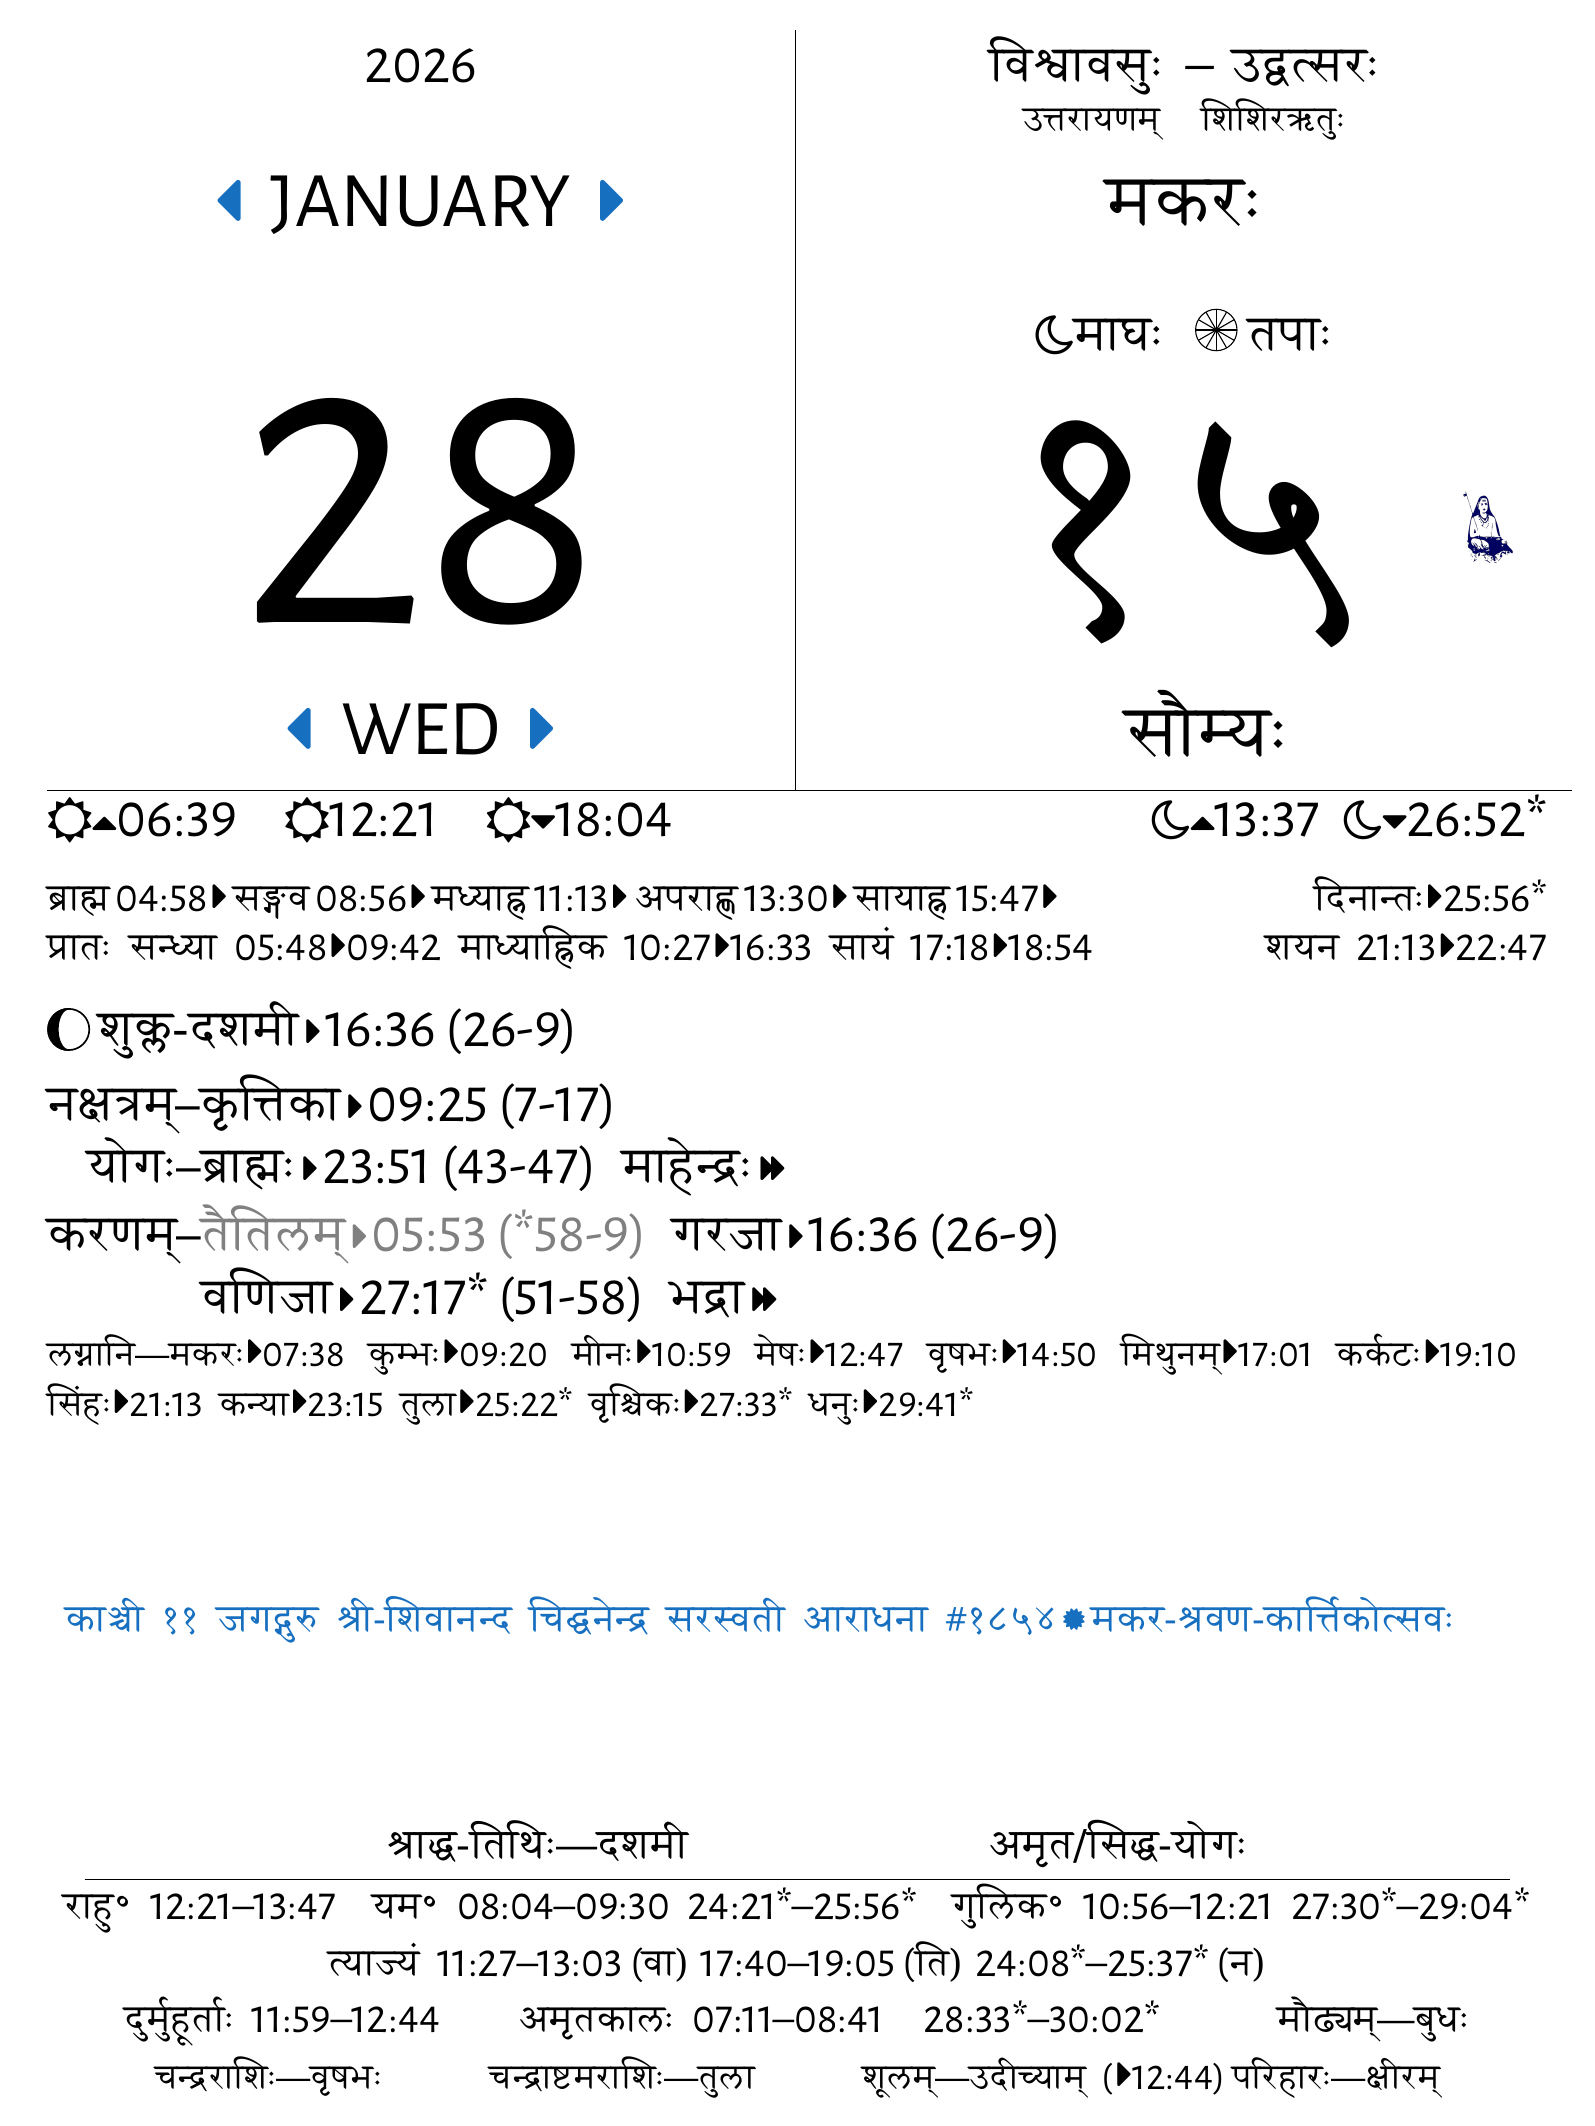 2026
JANUARY
28
WED
विश्वावसुः – उद्वत्सरः
उत्तरायणम् शिशिरऋतुः
मकरः
माघः तपाः
१५
सौम्यः
06:39 12:21 18:04 13:37 26:52*
ब्राह्म 04:58 सङ्गव 08:56 मध्याह्न 11:13 अपराह्ण 13:30 सायाह्न 15:47 दिनान्तः 25:56*
प्रातः सन्ध्या 05:48 09:42 माध्याह्निक 10:27 16:33 सायं 17:18 18:54 शयन 21:13 22:47
शुक्ल-दशमी 16:36 (26-9)
नक्षत्रम्–कृत्तिका 09:25 (7-17)
योगः–ब्राह्मः 23:51 (43-47) माहेन्द्रः
करणम्–तैतिलम् 05:53 (*58-9) गरजा 16:36 (26-9)
वणिजा 27:17* (51-58) भद्रा
लग्नानि—मकरः 07:38 कुम्भः 09:20 मीनः 10:59 मेषः 12:47 वृषभः 14:50 मिथुनम् 17:01 कर्कटः 19:10
सिंहः 21:13 कन्या 23:15 तुला 25:22* वृश्चिकः 27:33* धनुः 29:41*
काञ्ची ११ जगद्गुरु श्री-शिवानन्द चिद्घनेन्द्र सरस्वती आराधना #१८५४ मकर-श्रवण-कार्त्तिकोत्सवः
श्राद्ध-तिथिः—दशमी अमृत/सिद्ध-योगः
राहु॰ 12:21–13:47 यम॰ 08:04–09:30 24:21*–25:56* गुलिक॰ 10:56–12:21 27:30*–29:04*
त्याज्यं 11:27–13:03 (वा) 17:40–19:05 (ति) 24:08*–25:37* (न)
दुर्मुहूर्ताः 11:59–12:44 अमृतकालः 07:11–08:41 28:33*–30:02* मौढ्यम्—बुधः
चन्द्रराशिः—वृषभः चन्द्राष्टमराशिः—तुला शूलम्—उदीच्याम् (12:44) परिहारः—क्षीरम्